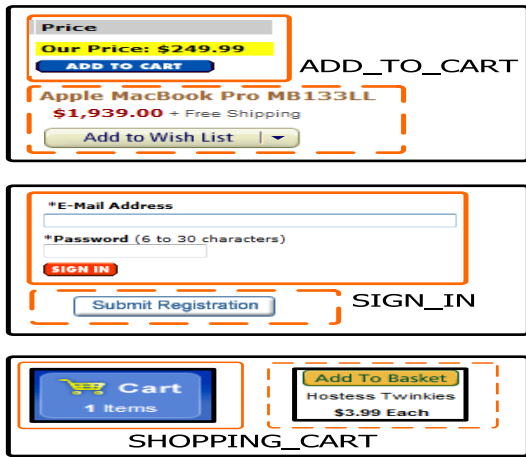 Price
Our Price: $249.99
ADD TO CART
ADD_TO_CART
Apple MacBook Pro MB133LL
$1,939.00 + Free Shipping
Add to Wish List
*E-Mail Address
*Password (6 to 30 characters)
SIGN IN
Submit Registration
SIGN_IN
Cart
1 Items
Add To Basket
Hostess Twinkies
$3.99 Each
SHOPPING_CART